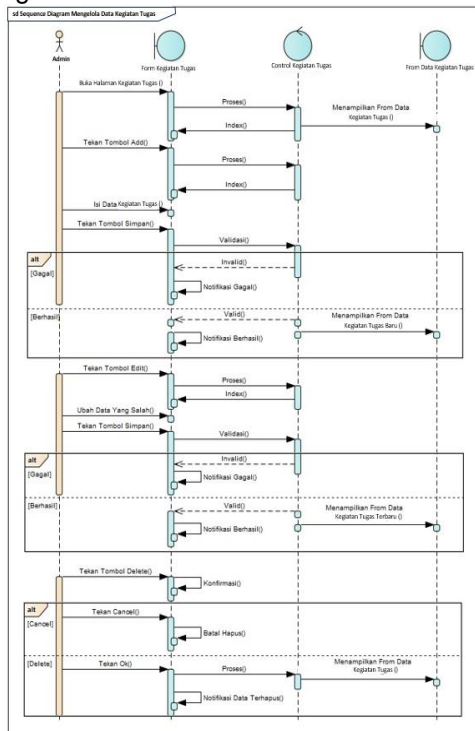 sd Sequence Diagram Mengelola Data Kegiatan Tugas
Admin
Form Kegiatan Tugas
Control Kegiatan Tugas
From Data Kegiatan Tugas
Buka Halaman Kegiatan Tugas ()
Proses()
Menampilkan From Data
Kegiatan Tugas ()
Index()
Tekan Tombol Add()
Proses()
Index()
Isi Data Kegiatan Tugas ()
Tekan Tombol Simpan()
Validasi()
alt
Invalid()
[Gagal]
Notifikasi Gagal()
[Berhasil]
Valid()
Menampilkan From Data
Kegiatan Tugas Baru ()
Notifikasi Berhasil()
Tekan Tombol Edit()
Proses()
Index()
Ubah Data Yang Salah()
Tekan Tombol Simpan()
Validasi()
alt
Invalid()
[Gagal]
Notifikasi Gagal()
[Berhasil]
Valid()
Menampilkan From Data
Kegiatan Tugas Terbaru ()
Notifikasi Berhasil()
Tekan Tombol Delete()
Konfirmasi()
alt
Tekan Cancel()
[Cancel]
Batal Hapus()
[Delete]
Tekan Ok()
Proses()
Menampilkan From Data
Kegiatan Tugas ()
Notifikasi Data Terhapus()